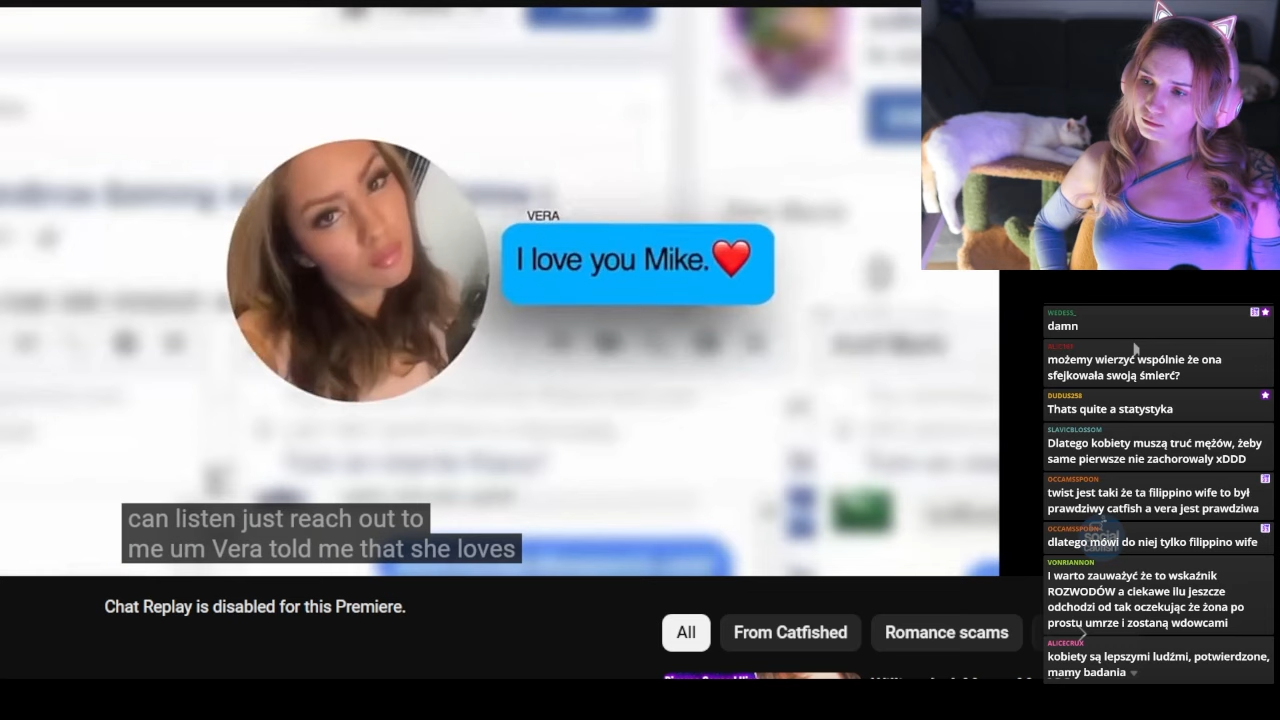 VERA
I love you Mike.❤️
can listen just reach out to
me um Vera told me that she loves
Chat Replay is disabled for this Premiere.
All
From Catfished
Romance scams
WEDESS_
damn
możemy wierzyć wspólnie że ona
sfejkowała swoją śmierć?
DUDUS258
Thats quite a statystyka
SLAVICBLOSSOM
Dlatego kobiety muszą truć mężów, żeby
same pierwsze nie zachorowaly xDDD
OCCAMSSPOON
twist jest taki że ta filippino wife to był
prawdziwy catfish a vera jest prawdziwa
OCCAMSSPOON
dlatego mówi do niej tylko filippino wife
social
catfish
VONRIANNON
I warto zauważyć że to wskaźnik
ROZWODÓW a ciekawe ilu jeszcze
odchodzi od tak oczekując że żona po
prostu umrze i zostaną wdowcami
ALICECRUX
kobiety są lepszymi ludźmi, potwierdzone,
mamy badania